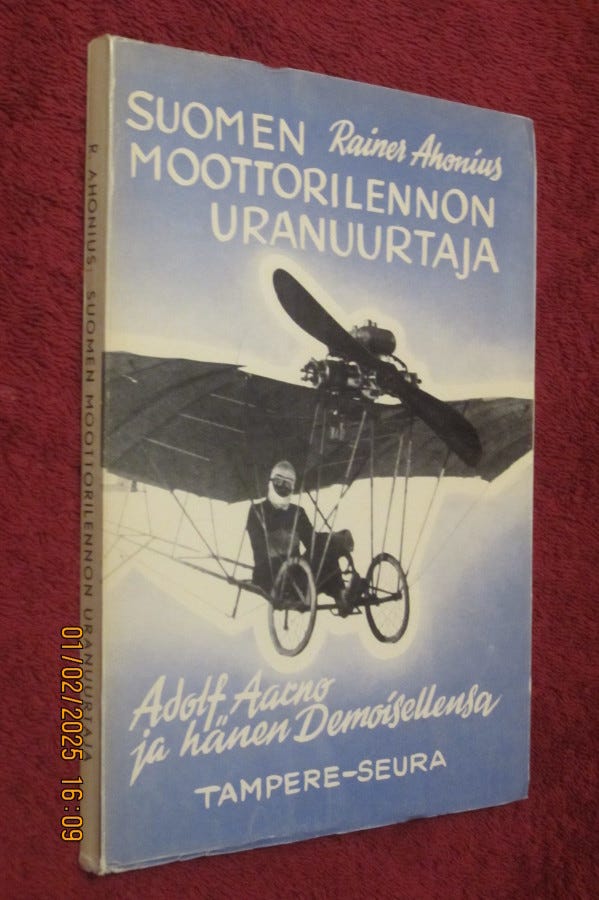 SUOMEN
Rainer Ahonius
MOOTTORILENNON
URANUURTAJA
Adolf Aarno
ja hänen Demoisellensa
TAMPERE-SEURA
R. AHONIUS: SUOMEN MOOTTORILENNON URANUURTAJA
01/02/2025 16:09